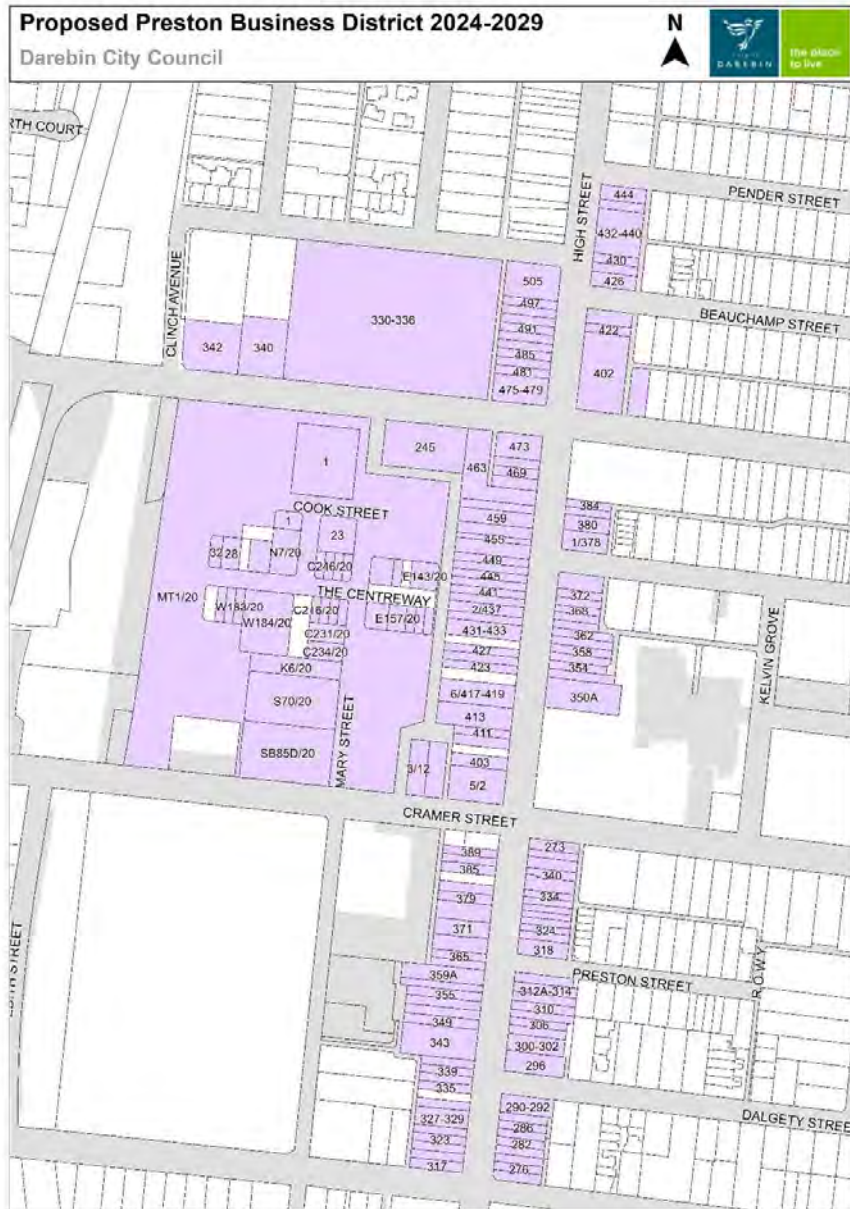 Proposed Preston Business District 2024-2029
Darebin City Council
N
DAREBIN
the place
to live
RTH COURT
PENDER STREET
HIGH STREET
444
432-440
430
426
BEAUCHAMP STREET
CLINCH AVENUE
505
497
491
485
481
475-479
330-336
342
340
422
402
1
245
463
473
469
COOK STREET
1
23
32
28
N7/20
C246/20
E143/20
THE CENTREWAY
MT1/20
W183/20
W184/20
C216/20
E157/20
C231/20
C234/20
K6/20
S70/20
SB85D/20
MARY STREET
459
455
449
445
441
2/437
431-433
427
423
6/417-419
413
411
403
5/2
3/12
384
380
1/378
372
368
362
358
354
350A
KELVIN GROVE
CRAMER STREET
389
385
379
371
365
359A
355
349
343
339
335
327-329
323
317
273
340
334
324
318
PRESTON STREET
R.O.W.Y
312A-314
310
306
300-302
296
DALGETY STREE
290-292
286
282
276